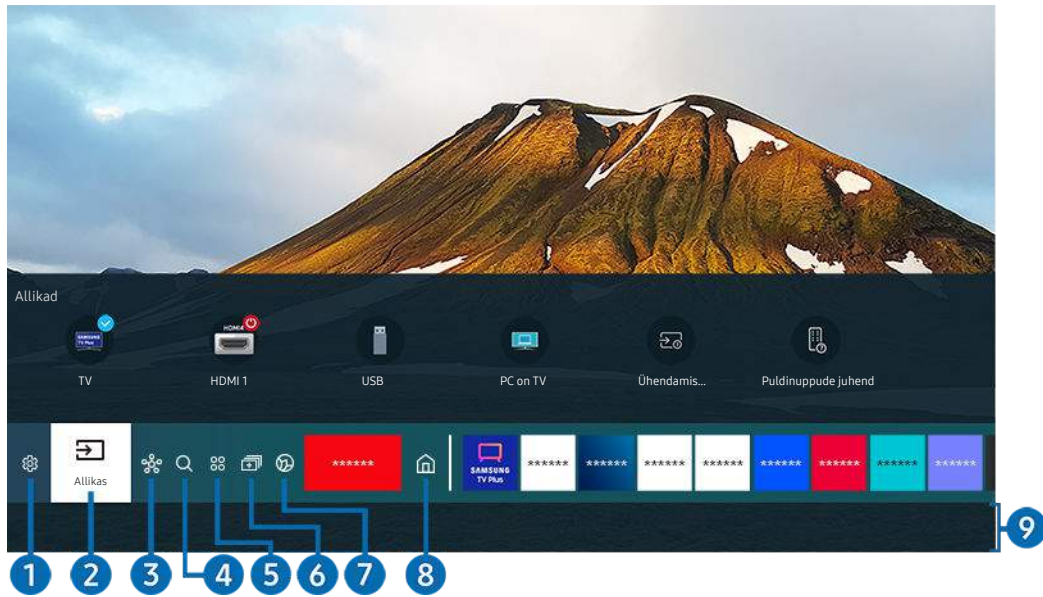 Allikad
SAMSUNG
TV Plus
HDMI
TV
HDMI 1
USB
PC on TV
Ühendamis...
Puldinuppude juhend
Allikas
******
SAMSUNG
TV Plus
******
******
******
******
******
******
******
******
1
2
3
4
5
6
7
8
9